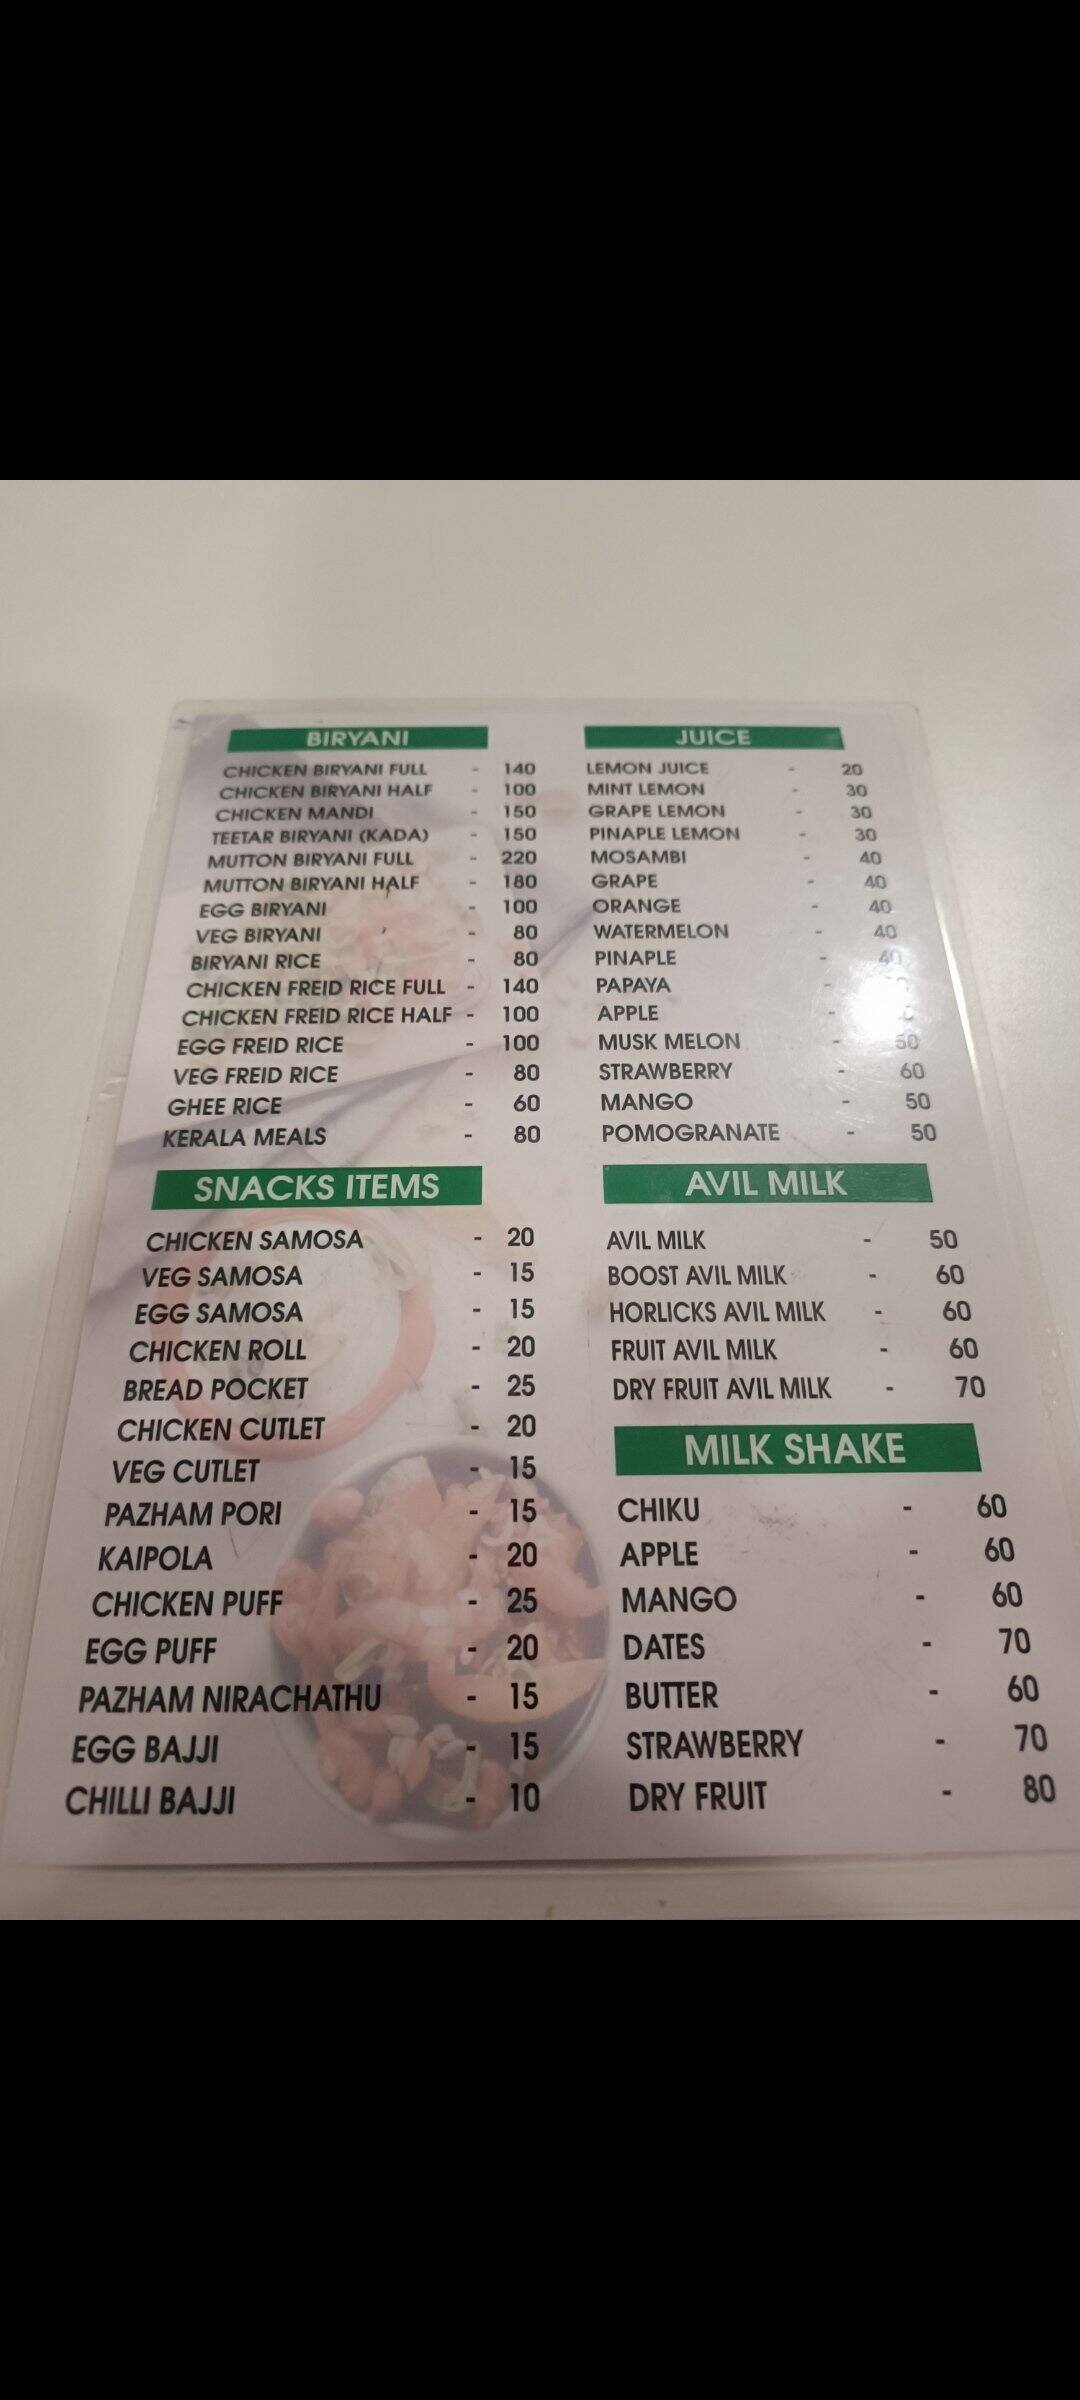 BIRYANI
CHICKEN BIRYANI FULL - 140
CHICKEN BIRYANI HALF - 100
CHICKEN MANDI - 150
TEETAR BIRYANI (KADA) - 150
MUTTON BIRYANI FULL - 220
MUTTON BIRYANI HALF - 180
EGG BIRYANI - 100
VEG BIRYANI - 80
BIRYANI RICE - 80
CHICKEN FREID RICE FULL - 140
CHICKEN FREID RICE HALF - 100
EGG FREID RICE - 100
VEG FREID RICE - 80
GHEE RICE - 60
KERALA MEALS - 80
SNACKS ITEMS
CHICKEN SAMOSA - 20
VEG SAMOSA - 15
EGG SAMOSA - 15
CHICKEN ROLL - 20
BREAD POCKET - 25
CHICKEN CUTLET - 20
VEG CUTLET - 15
PAZHAM PORI - 15
KAIPOLA - 20
CHICKEN PUFF - 25
EGG PUFF - 20
PAZHAM NIRACHATHU - 15
EGG BAJJI - 15
CHILLI BAJJI - 10
JUICE
LEMON JUICE - 20
MINT LEMON - 30
GRAPE LEMON - 30
PINAPLE LEMON - 30
MOSAMBI - 40
GRAPE - 40
ORANGE - 40
WATERMELON - 40
PINAPLE - 40
PAPAYA -
APPLE -
MUSK MELON - 50
STRAWBERRY - 60
MANGO - 50
POMOGRANATE - 50
AVIL MILK
AVIL MILK - 50
BOOST AVIL MILK - 60
HORLICKS AVIL MILK - 60
FRUIT AVIL MILK - 60
DRY FRUIT AVIL MILK - 70
MILK SHAKE
CHIKU - 60
APPLE - 60
MANGO - 60
DATES - 70
BUTTER - 60
STRAWBERRY - 70
DRY FRUIT - 80